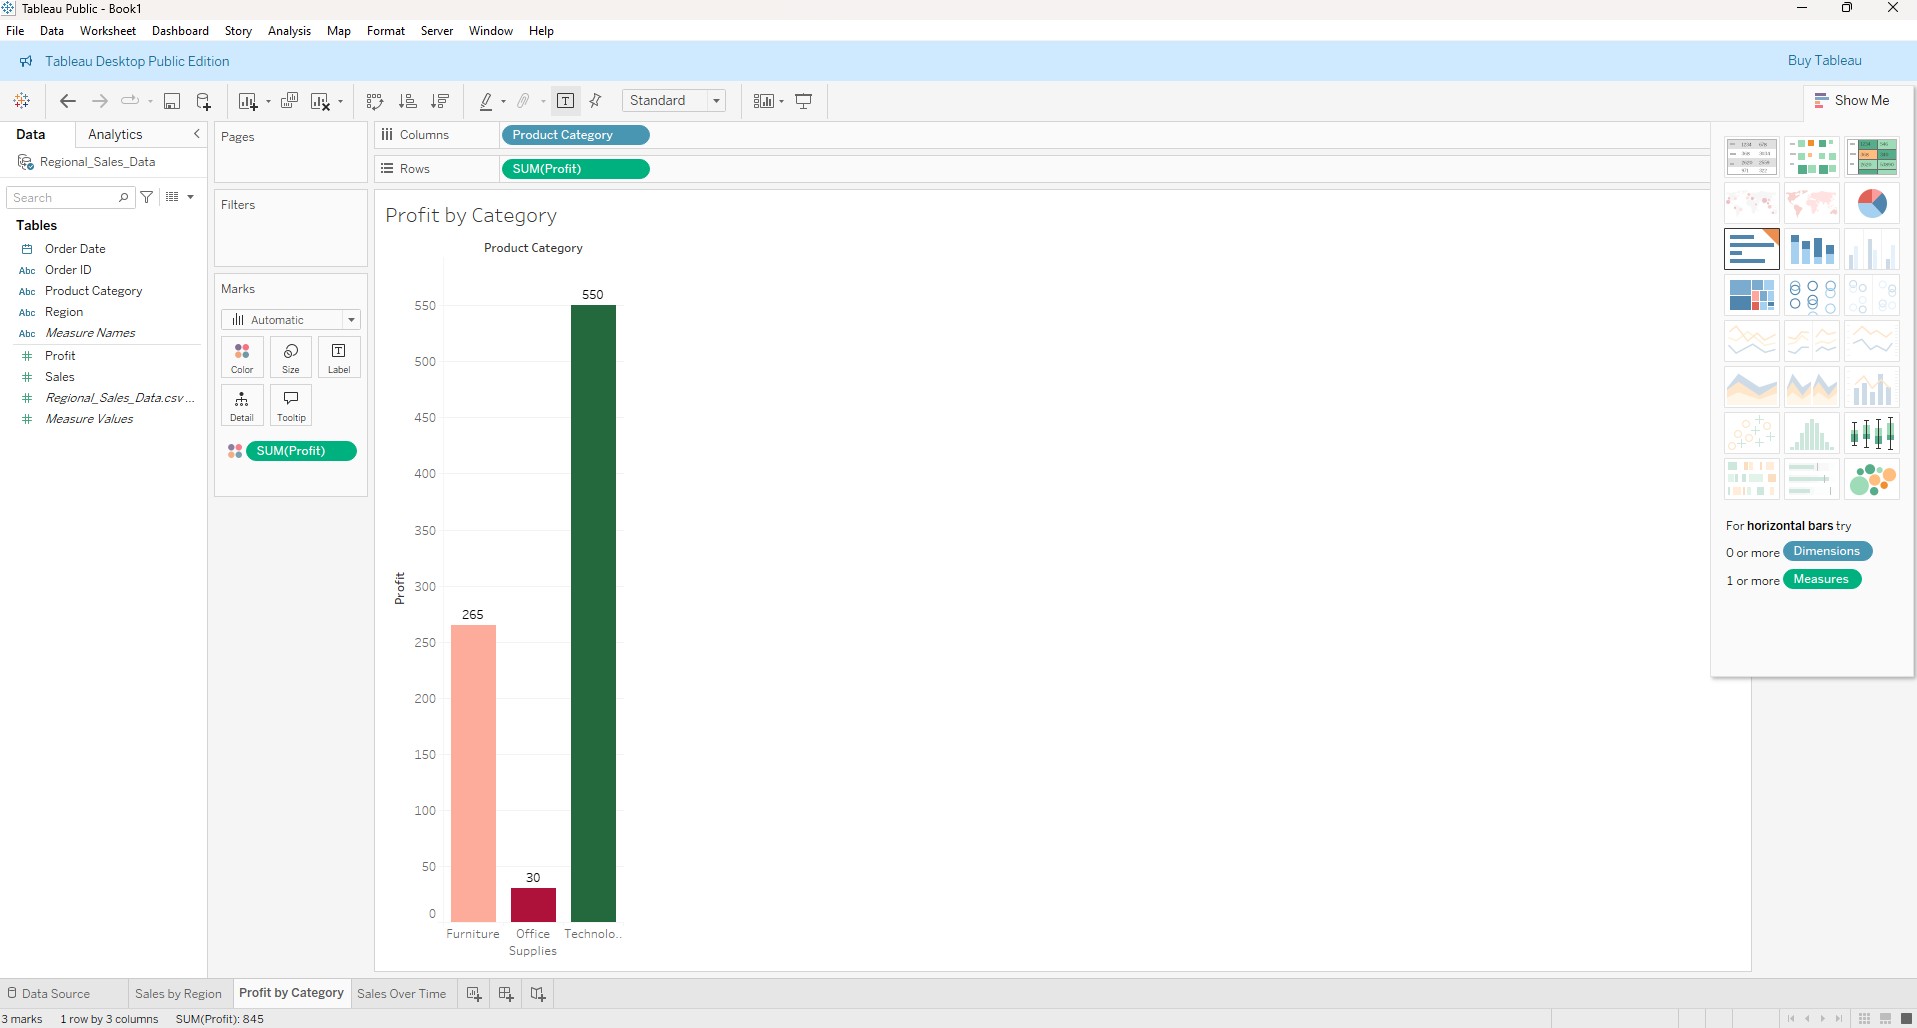 Tableau Public - Book1
File Data Worksheet Dashboard Story Analysis Map Format Server Window Help
Tableau Desktop Public Edition
Buy Tableau
Standard
Show Me
Data
Analytics
Regional_Sales_Data
Search
Tables
Order Date
Abc Order ID
Abc Product Category
Abc Region
Abc Measure Names
Profit
Sales
Regional_Sales_Data.csv ...
Measure Values
Pages
Filters
Marks
Automatic
Color
Size
Label
Detail
Tooltip
SUM(Profit)
Columns
Product Category
Rows
SUM(Profit)
Profit by Category
Product Category
Profit
550
500
450
400
350
300
250
200
150
100
50
0
265
30
550
Furniture
Office
Supplies
Technolo..
For horizontal bars try
0 or more Dimensions
1 or more Measures
Data Source
Sales by Region
Profit by Category
Sales Over Time
3 marks
1 row by 3 columns
SUM(Profit): 845